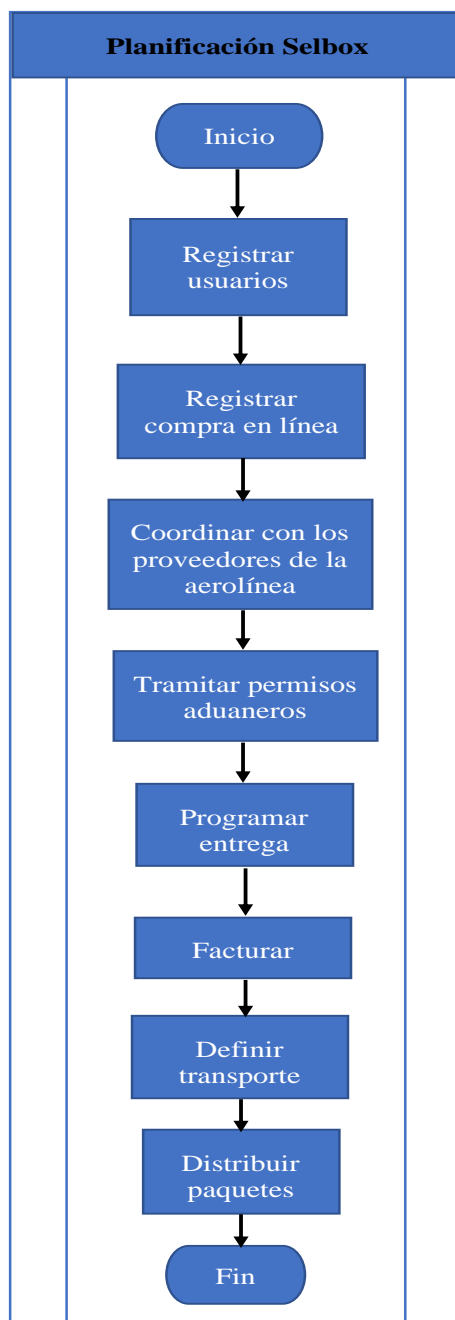 Planificación Selbox
Inicio
Registrar
usuarios
Registrar
compra en línea
Coordinar con los
proveedores de la
aerolínea
Tramitar permisos
aduaneros
Programar
entrega
Facturar
Definir
transporte
Distribuir
paquetes
Fin